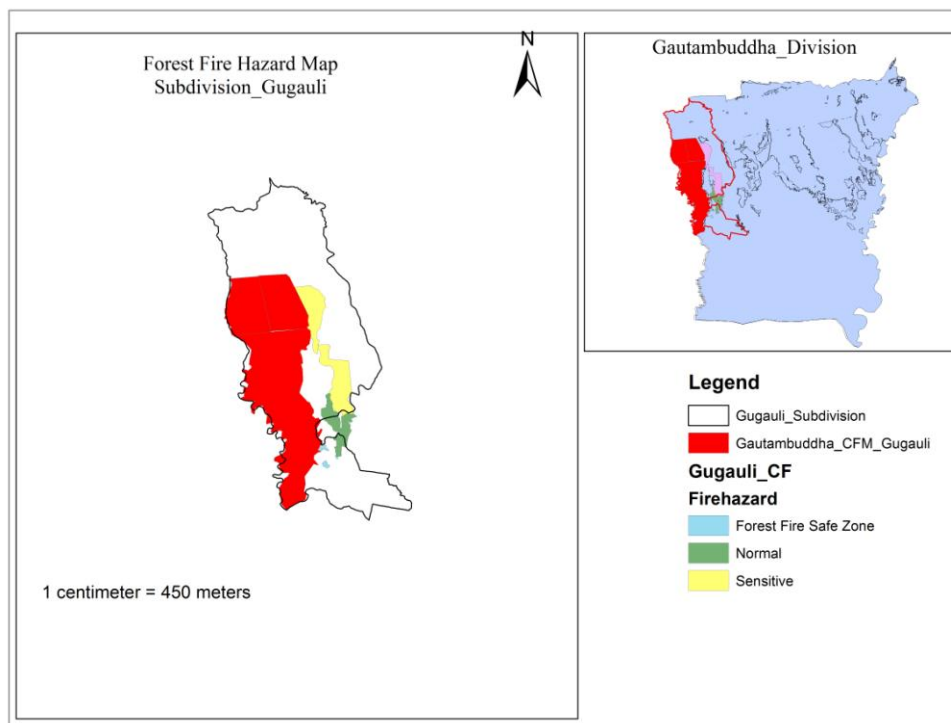 Forest Fire Hazard Map
Subdivision_Gugauli
N
1 centimeter = 450 meters
Gautambuddha_Division
Legend
Gugauli_Subdivision
Gautambuddha_CFM_Gugauli
Gugauli_CF
Firehazard
Forest Fire Safe Zone
Normal
Sensitive